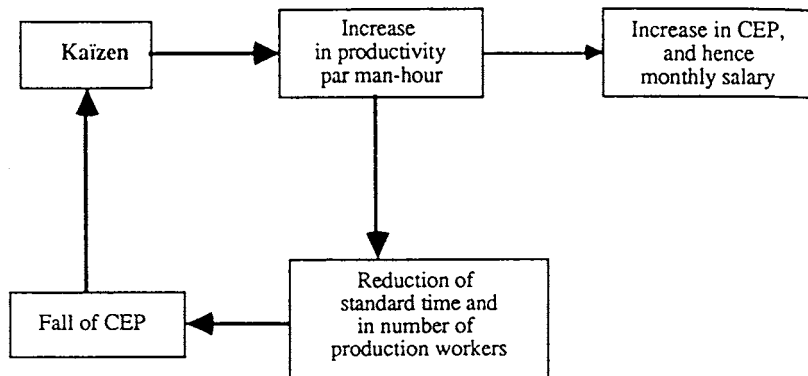 Kaïzen
Increase
in productivity
par man-hour
Increase in CEP,
and hence
monthly salary
Reduction of
standard time and
in number of
production workers
Fall of CEP